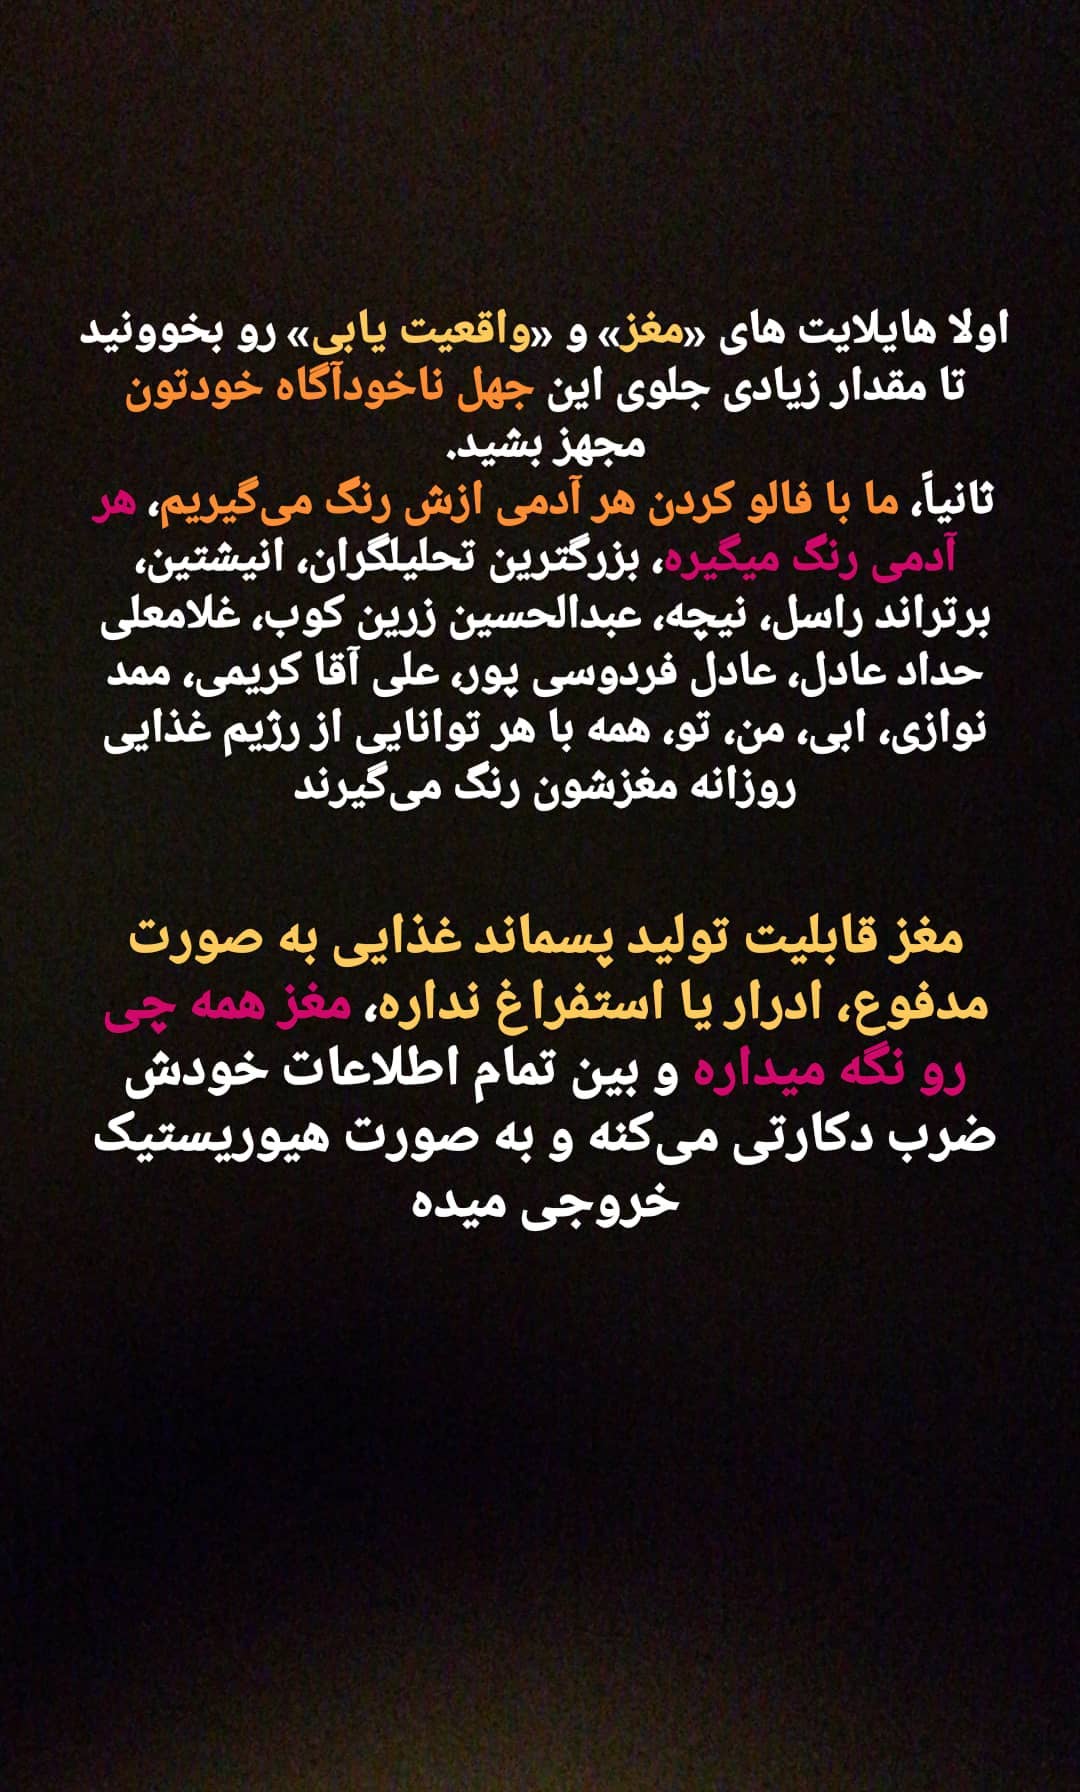 اولا هایلایت های «مغز» و «واقعیت یابی» رو بخوونید
تا مقدار زیادی جلوی این جهل ناخودآگاه خودتون
مجهز بشید.
ثانیاً، ما با فالو کردن هر آدمی ازش رنگ می‌گیریم، هر
آدمی رنگ میگیره، بزرگترین تحلیلگران، انیشتین،
برتراند راسل، نیچه، عبدالحسین زرین کوب، غلامعلی
حداد عادل، عادل فردوسی پور، علی آقا کریمی، ممد
نوازی، ابی، من، تو، همه با هر توانایی از رژیم غذایی
روزانه مغزشون رنگ می‌گیرند
مغز قابلیت تولید پسماند غذایی به صورت
مدفوع، ادرار یا استفراغ نداره، مغز همه چی
رو نگه میداره و بین تمام اطلاعات خودش
ضرب دکارتی می‌کنه و به صورت هیوریستیک
خروجی میده